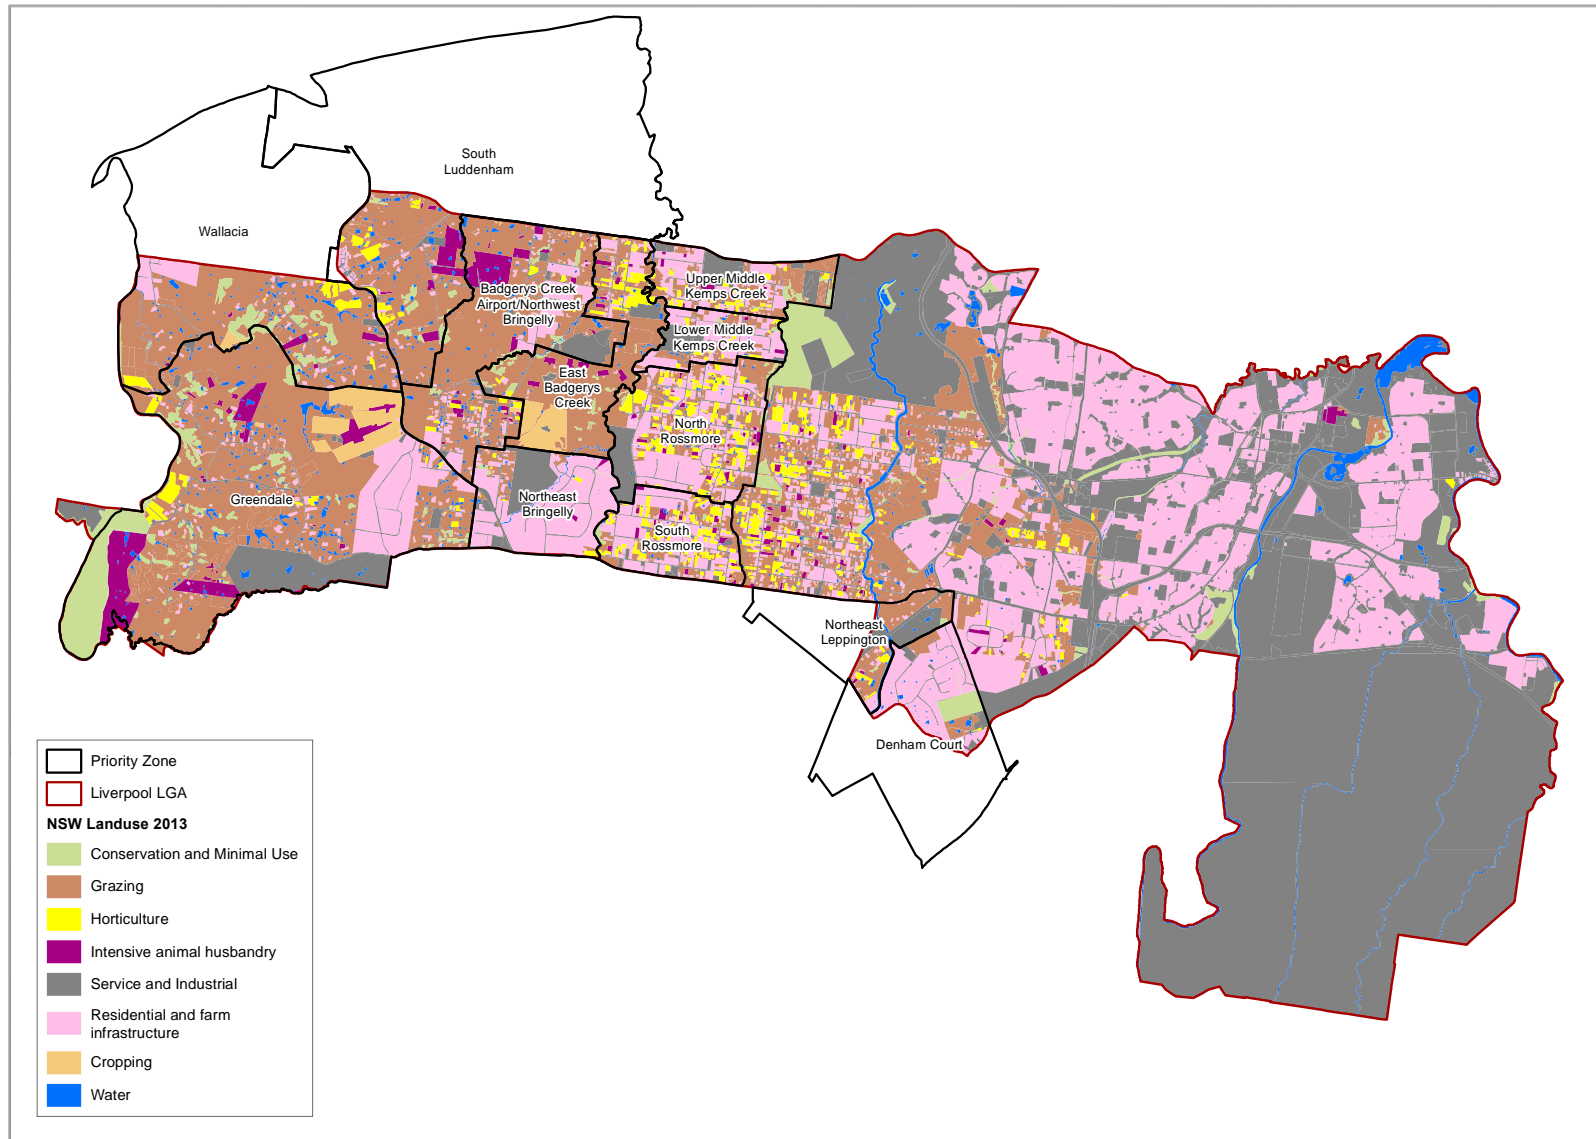 South
Luddenham
Wallacia
Upper Middle
Kemps Creek
Badgerys Creek
Airport/Northwest
Bringelly
Lower Middle
Kemps Creek
East
Badgerys
Creek
North
Rossmore
Greendale
Northeast
Bringelly
South
Rossmore
Northeast
Leppington
Denham Court
Priority Zone
Liverpool LGA
NSW Landuse 2013
Conservation and Minimal Use
Grazing
Horticulture
Intensive animal husbandry
Service and Industrial
Residential and farm
infrastructure
Cropping
Water